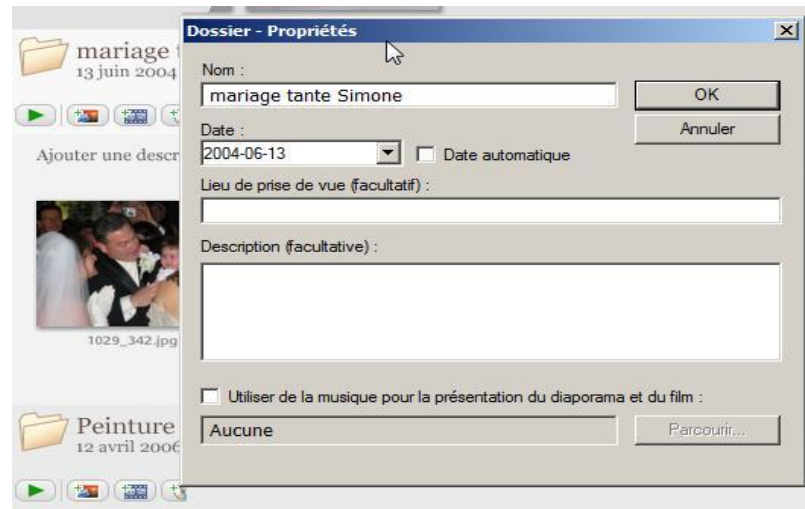 Dossier - Propriétés
mariage
13 juin 2004
Nom :
mariage tante Simone
OK
Date :
Annuler
2004-06-13
Date automatique
Ajouter une descr
Lieu de prise de vue (facultatif) :
Description (facultative) :
1029_342.jpg
Utiliser de la musique pour la présentation du diaporama et du film :
Peinture
12 avril 2006
Aucune
Parcourir...